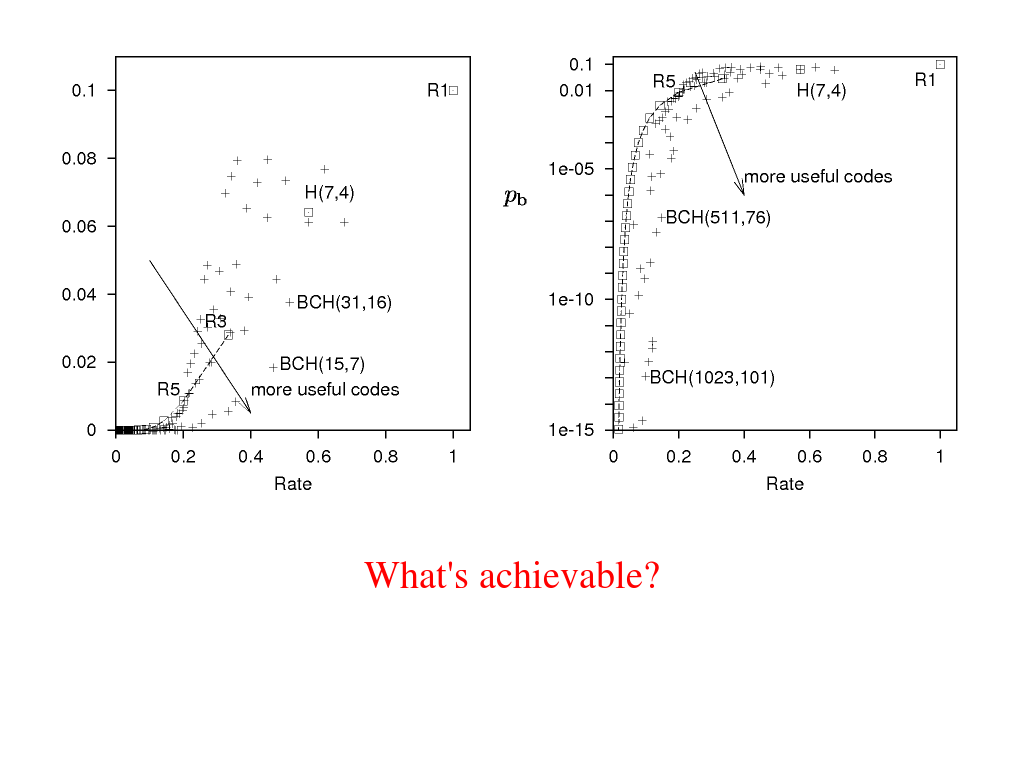 0.1
0.08
0.06
0.04
0.02
0
R1
H(7,4)
BCH(31,16)
R3
BCH(15,7)
R5
more useful codes
0 0.2 0.4 0.6 0.8 1
Rate
p_b
0.1
0.01
1e-05
1e-10
1e-15
R5
R1
H(7,4)
more useful codes
BCH(511,76)
BCH(1023,101)
0 0.2 0.4 0.6 0.8 1
Rate
What's achievable?